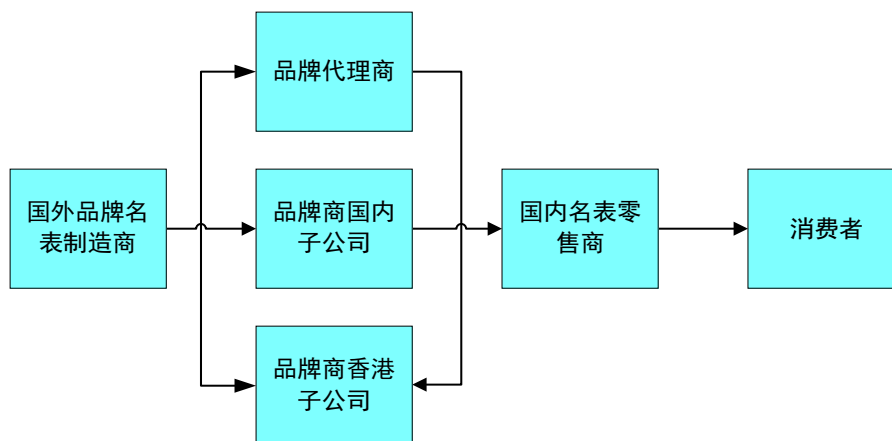 品牌代理商
国外品牌名
表制造商
品牌商国内
子公司
国内名表零
售商
消费者
品牌商香港
子公司